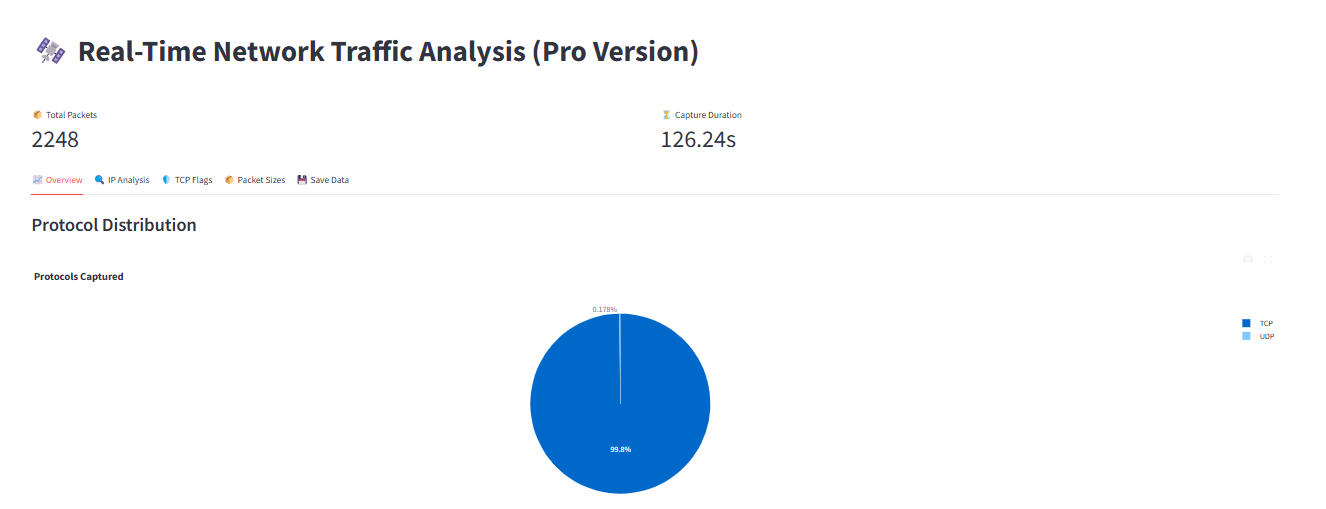 Real-Time Network Traffic Analysis (Pro Version)
Total Packets
2248
Capture Duration
126.24s
Overview
IP Analysis
TCP Flags
Packet Sizes
Save Data
Protocol Distribution
Protocols Captured
0.178%
99.8%
TCP
UDP